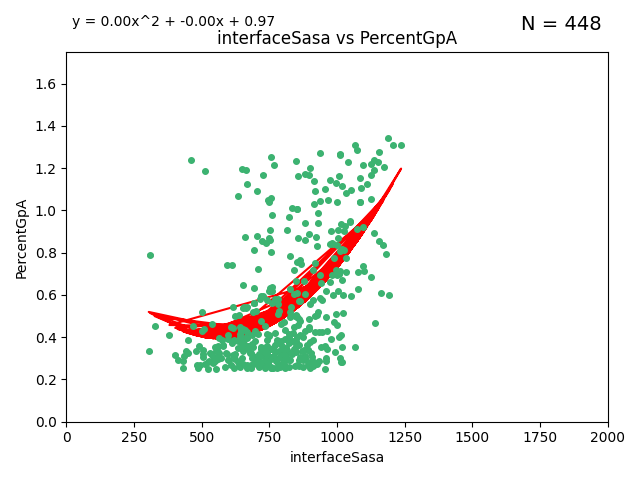 y = 0.00x^2 + -0.00x + 0.97
N = 448
interfaceSasa vs PercentGpA
PercentGpA
1.6
1.4
1.2
1.0
0.8
0.6
0.4
0.2
0.0
0 250 500 750 1000 1250 1500 1750 2000
interfaceSasa